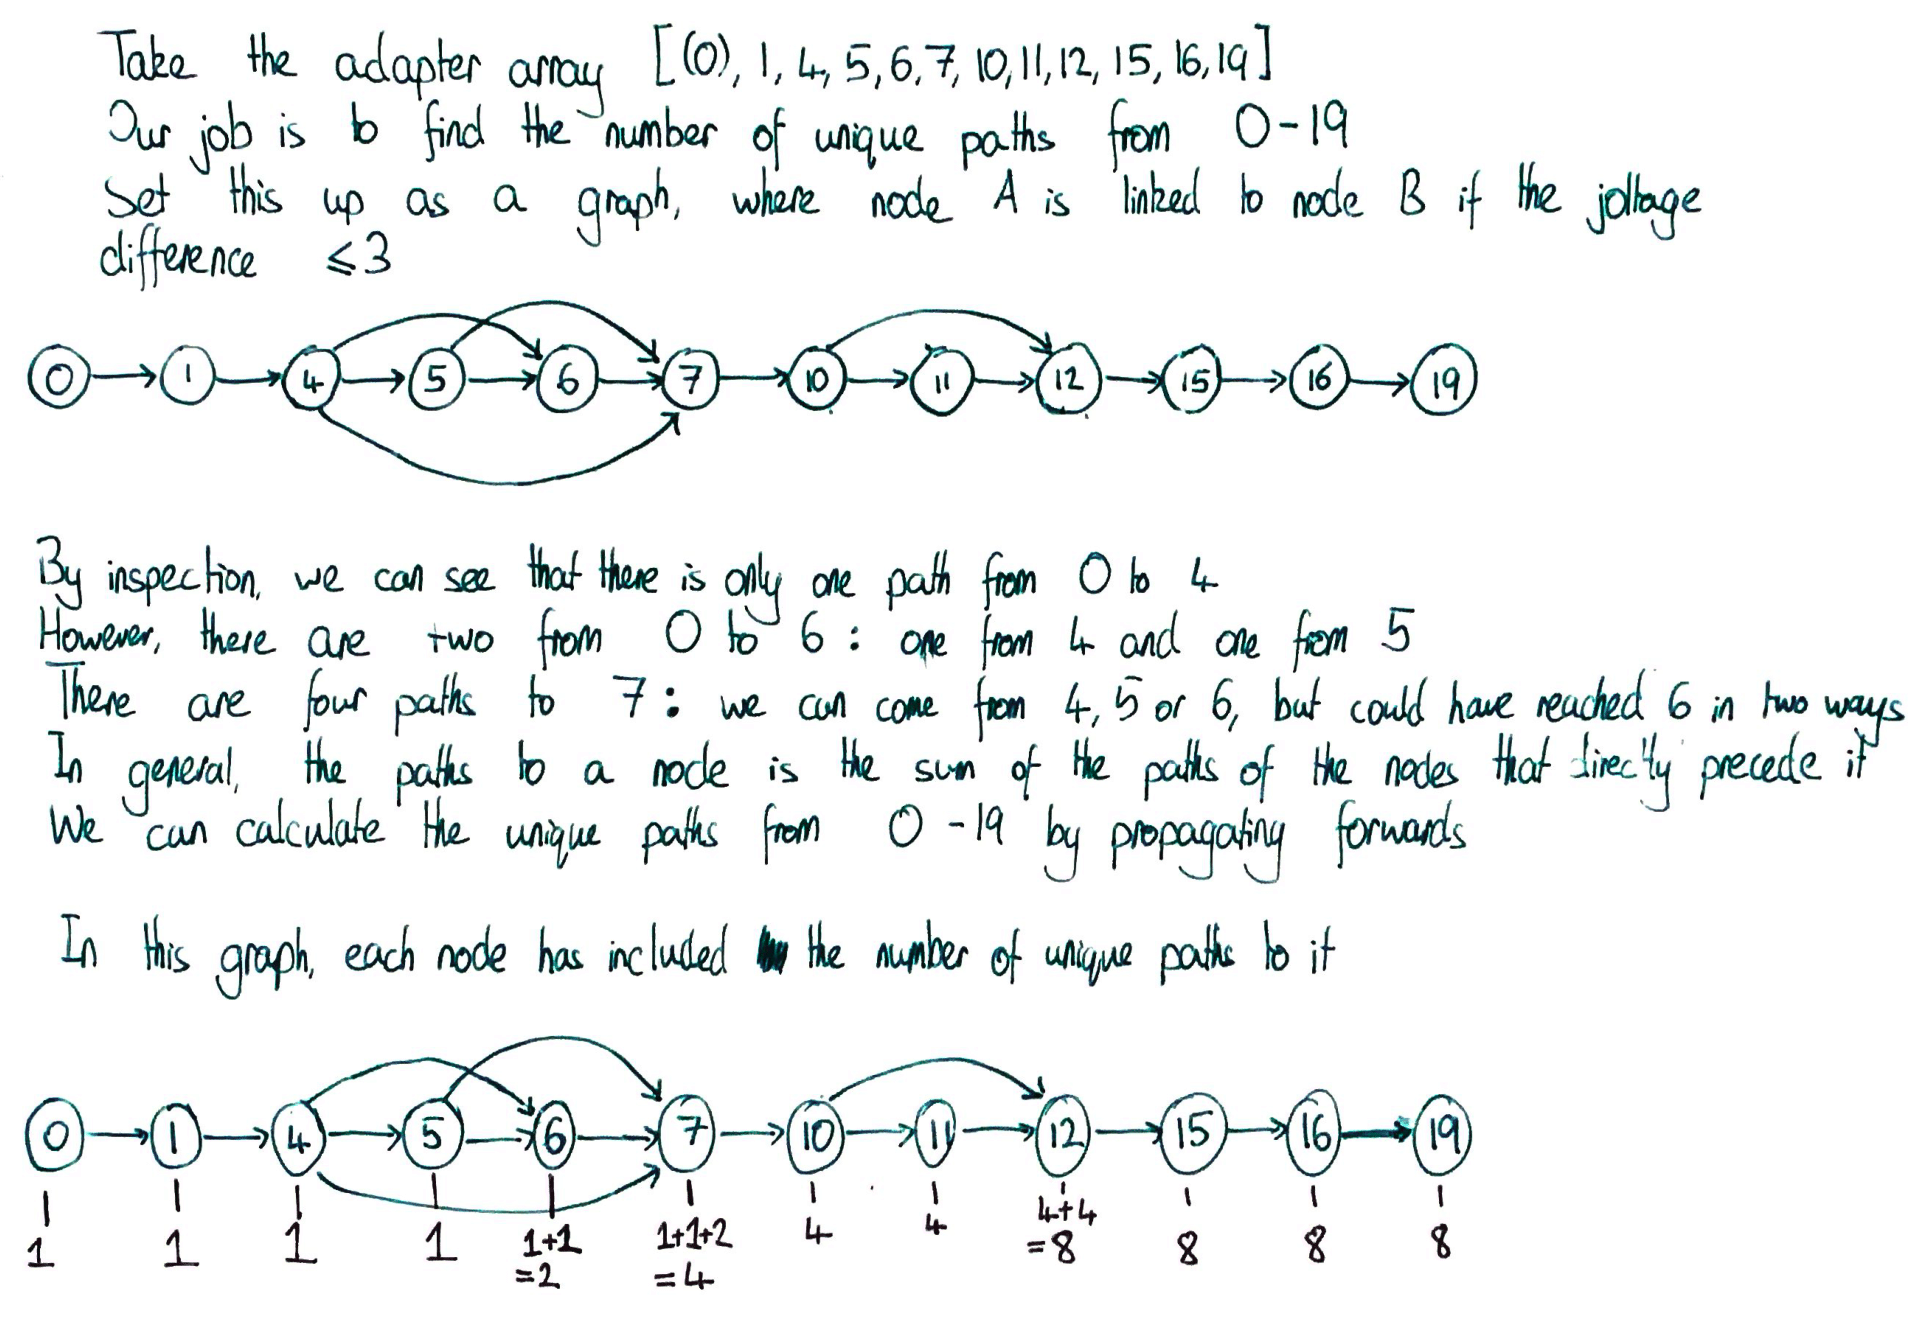 Take the adapter array [(0), 1, 4, 5, 6, 7, 10, 11, 12, 15, 16, 19]
Our job is to find the number of unique paths from 0-19
Set this up as a graph, where node A is linked to node B if the joltage
difference ≤3
0 1 4 5 6 7 10 11 12 15 16 19
By inspection, we can see that there is only one path from 0 to 4
However, there are two from 0 to 6: one from 4 and one from 5
There are four paths to 7: we can come from 4, 5 or 6, but could have reached 6 in two ways
In general, the paths to a node is the sum of the paths of the nodes that directly precede it
We can calculate the unique paths from 0-19 by propagating forwards
In this graph, each node has included the number of unique paths to it
0 1 4 5 6 7 10 11 12 15 16 19
1 1 1 1 1+1 1+1+2 4 4 4+4 8 8 8
=2 =4 =8